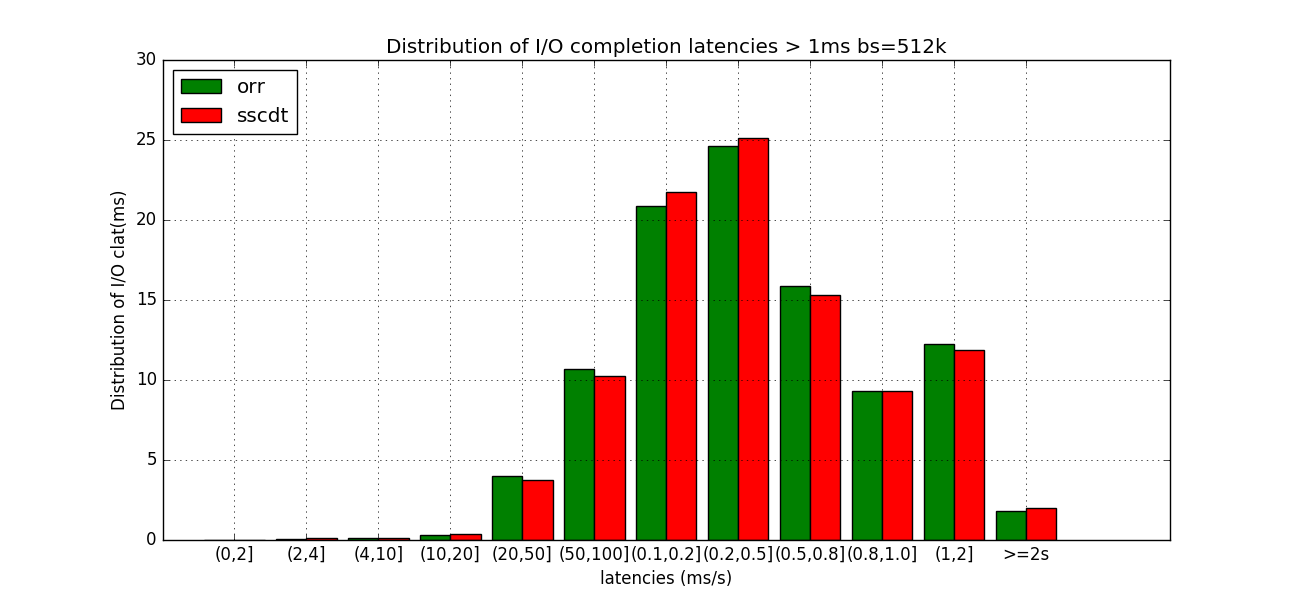 Distribution of I/O completion latencies > 1ms bs=512k
30
25
20
15
10
5
0
Distribution of I/O clat(ms)
orr
sscdt
(0,2] (2,4] (4,10] (10,20] (20,50] (50,100] (0.1,0.2] (0.2,0.5] (0.5,0.8] (0.8,1.0] (1,2] >=2s
latencies (ms/s)